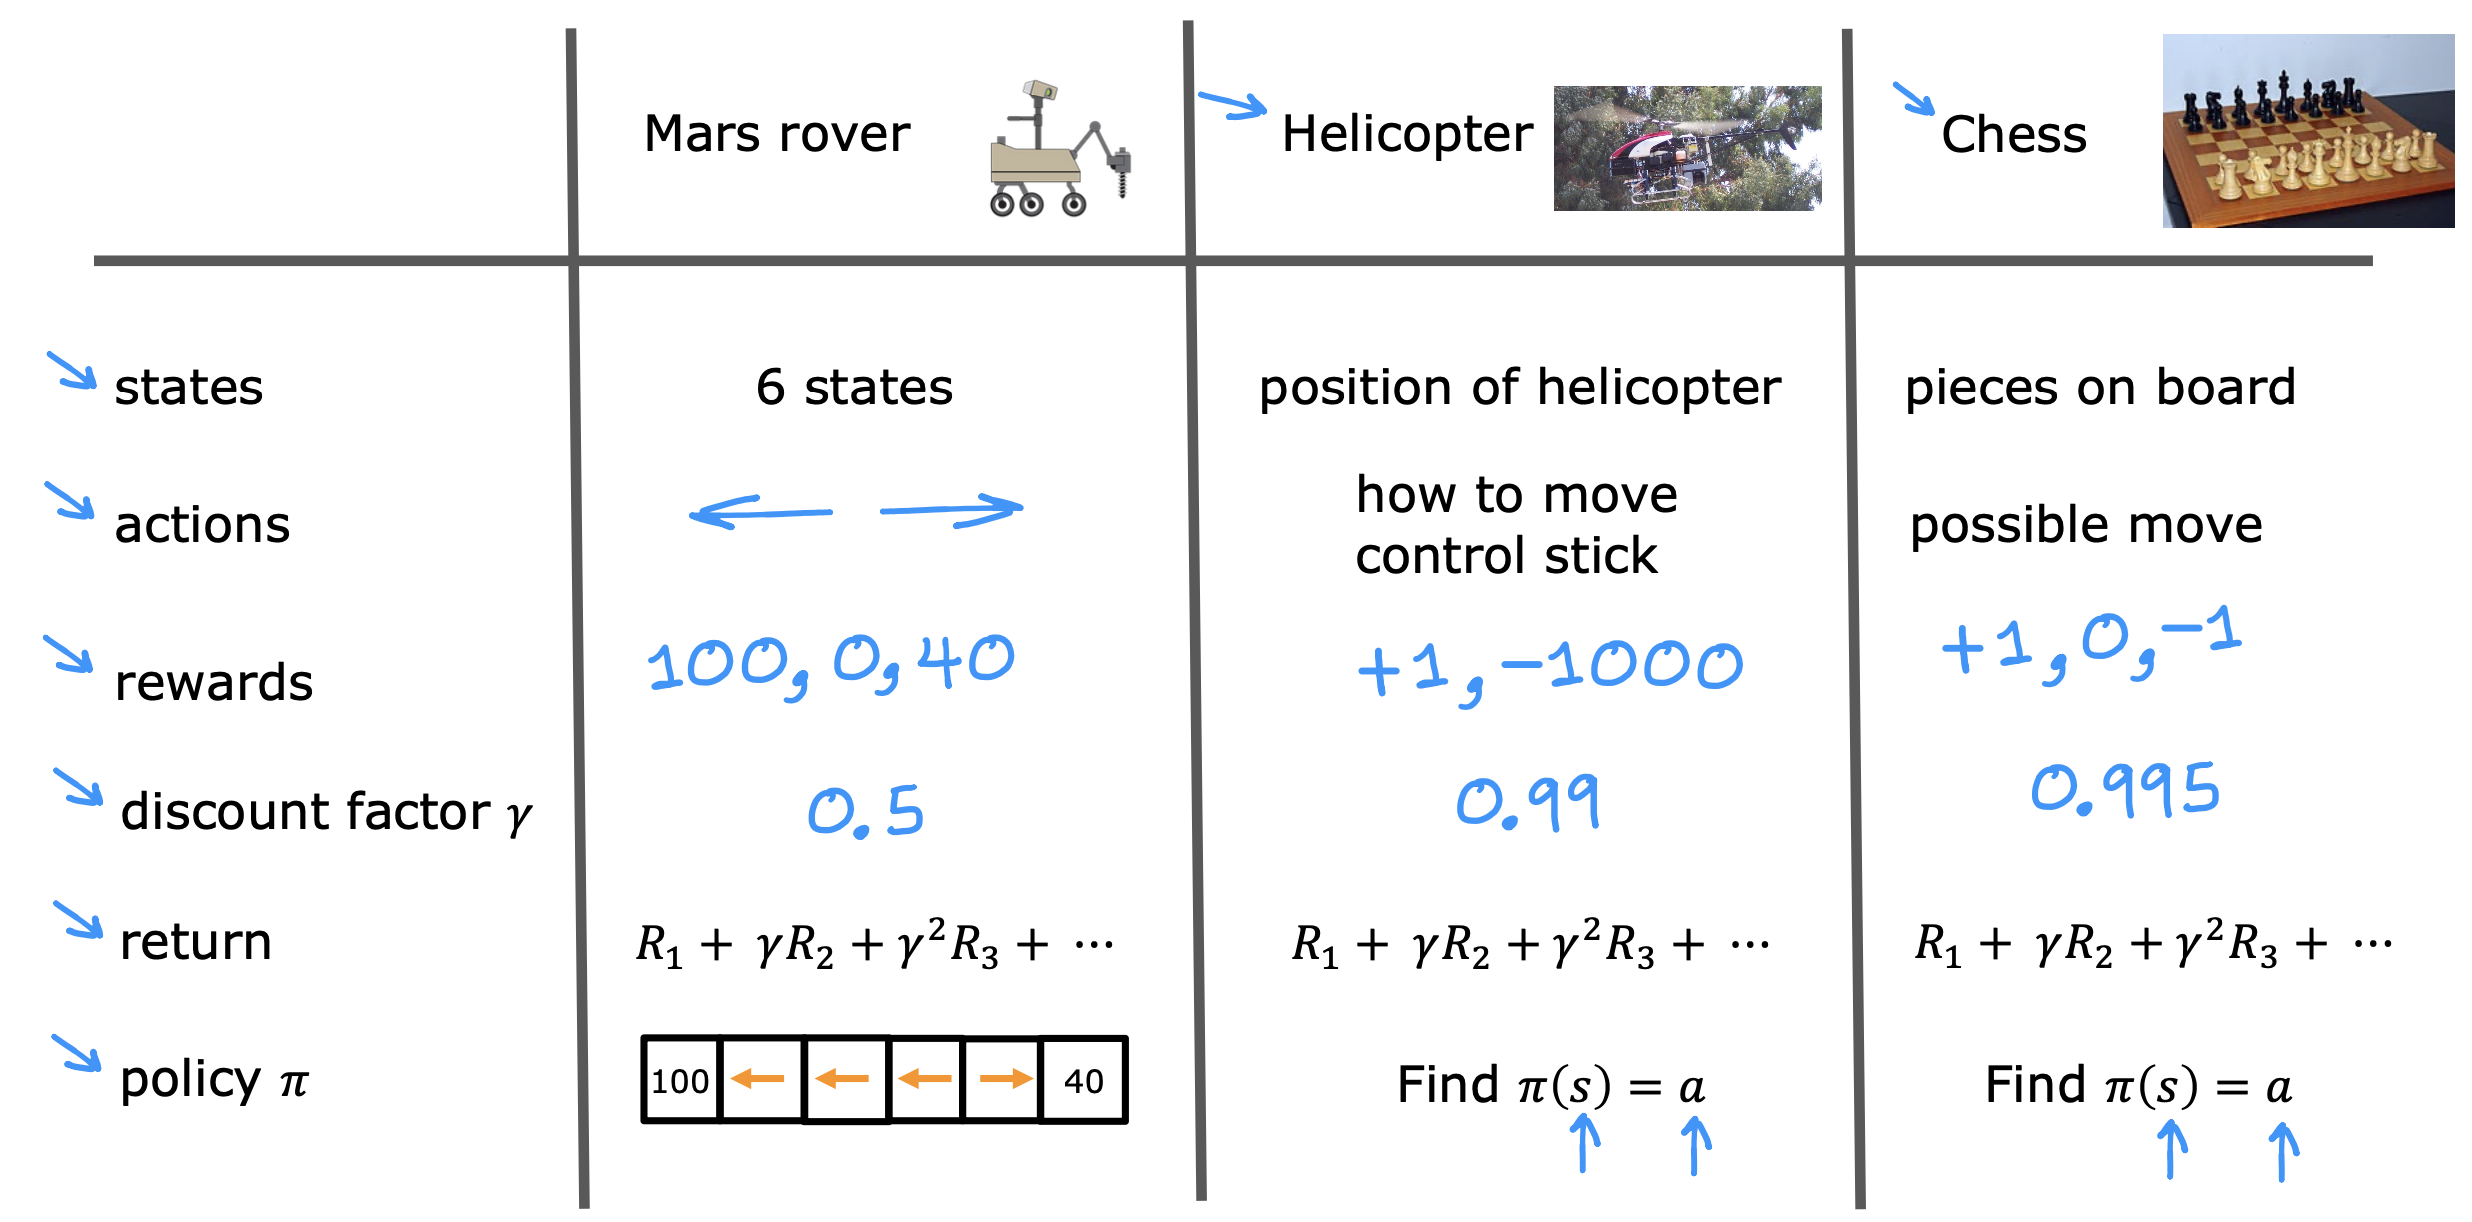 Mars rover Helicopter Chess
states 6 states position of helicopter pieces on board
actions ← → how to move control stick possible move
rewards 100, 0, 40 +1, -1000 +1, 0, -1
discount factor γ 0.5 0.99 0.995
return R₁ + γR₂ + γ²R₃ + ⋯ R₁ + γR₂ + γ²R₃ + ⋯ R₁ + γR₂ + γ²R₃ + ⋯
policy π 100 ← ← ← → 40 Find π(s) = a Find π(s) = a